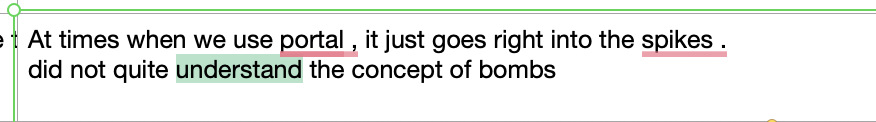 At times when we use portal , it just goes right into the spikes .
did not quite understand the concept of bombs